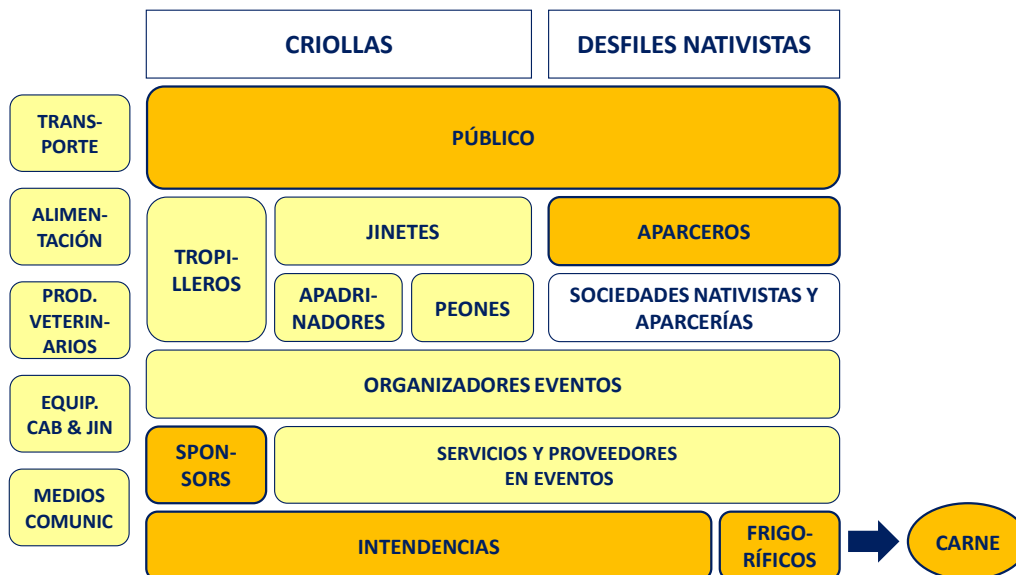 CRIOLLAS
DESFILES NATIVISTAS
TRANS-
PORTE
PÚBLICO
ALIMEN-
TACIÓN
TROPI-
LLEROS
JINETES
APARCEROS
PROD.
VETERIN-
ARIOS
APADRI-
NADORES
PEONES
SOCIEDADES NATIVISTAS Y
APARCERÍAS
EQUIP.
CAB & JIN
ORGANIZADORES EVENTOS
SPON-
SORS
SERVICIOS Y PROVEEDORES
EN EVENTOS
MEDIOS
COMUNIC
INTENDENCIAS
FRIGO-
RÍFICOS
CARNE